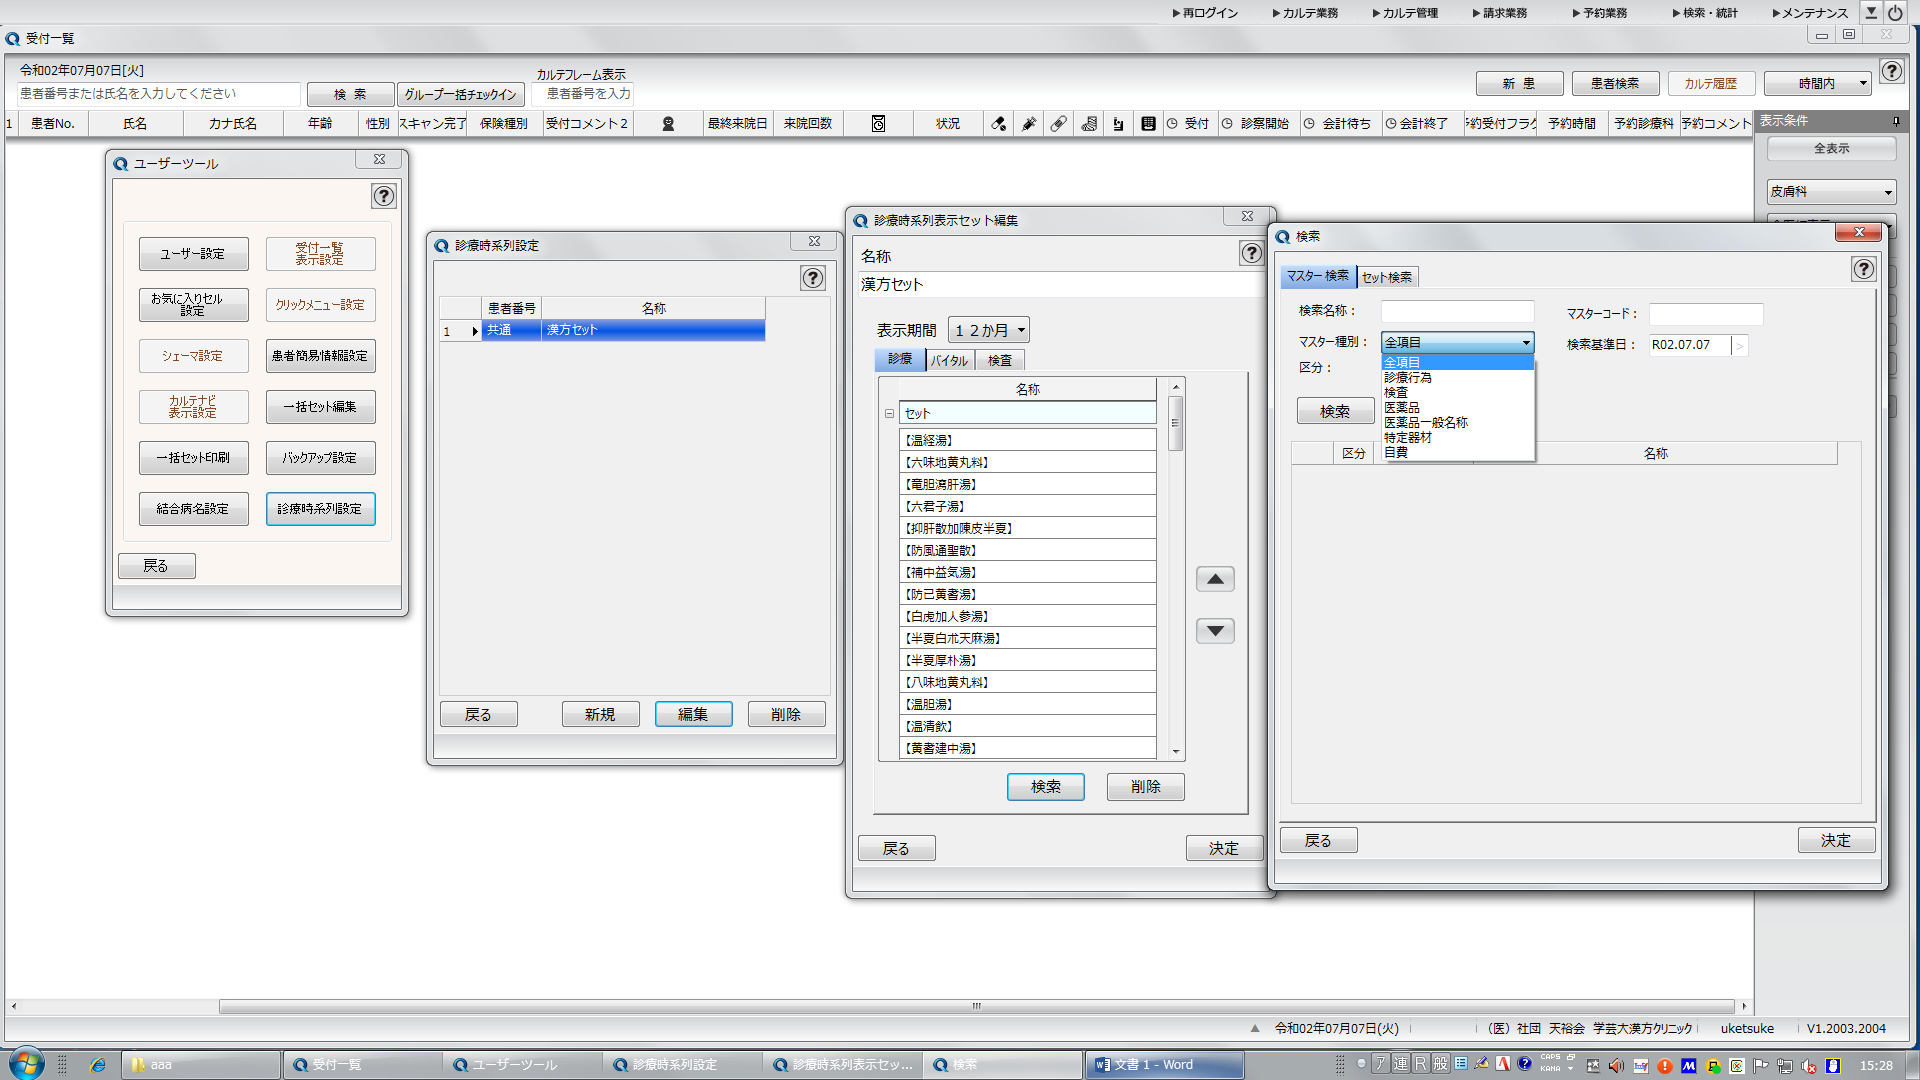 ▶再ログイン ▶カルテ業務 ▶カルテ管理 ▶請求業務 ▶予約業務 ▶検索・統計 ▶メンテナンス
受付一覧
令和02年07月07日[火]
患者番号または氏名を入力してください 検 索 グループ一括チェックイン
カルテフレーム表示
患者番号を入力
新 患 患者検索 カルテ履歴 時間内
1 患者No. 氏名 カナ氏名 年齢 性別 スキャン完了 保険種別 受付コメント2 最終来院日 来院回数 状況 受付 診察開始 会計待ち 会計終了 予約受付フラグ 予約時間 予約診療科 予約コメント
表示条件
全表示
皮膚科
ユーザーツール
ユーザー設定
受付一覧
表示設定
お気に入りセル
設定
クリックメニュー設定
シェーマ設定
患者簡易情報設定
カルテナビ
表示設定
一括セット編集
一括セット印刷
バックアップ設定
結合病名設定
診療時系列設定
戻る
診療時系列設定
患者番号 名称
1 共通 漢方セット
戻る 新規 編集 削除
診療時系列表示セット編集
名称
漢方セット
表示期間 12か月
診療 バイタル 検査
名称
セット
【温経湯】
【六味地黄丸料】
【竜胆瀉肝湯】
【六君子湯】
【抑肝散加陳皮半夏】
【防風通聖散】
【補中益気湯】
【防已黄耆湯】
【白虎加人参湯】
【半夏白朮天麻湯】
【半夏厚朴湯】
【八味地黄丸料】
【温胆湯】
【温清飲】
【黄耆建中湯】
検索 削除
戻る 決定
検索
マスター検索 セット検索
検索名称： マスターコード：
マスター種別： 全項目 検索基準日： R02.07.07
区分：
全項目
診療行為
検査
医薬品
医薬品一般名称
特定器材
自費
検索
区分 名称
戻る 決定
令和02年07月07日(火) （医）社団 天裕会 学芸大漢方クリニック uketsuke V1.2003.2004
aaa 受付一覧 ユーザーツール 診療時系列設定 診療時系列表示セッ... 検索 文書 1 - Word
ア 連 R 般 CAPS KANA 15:28